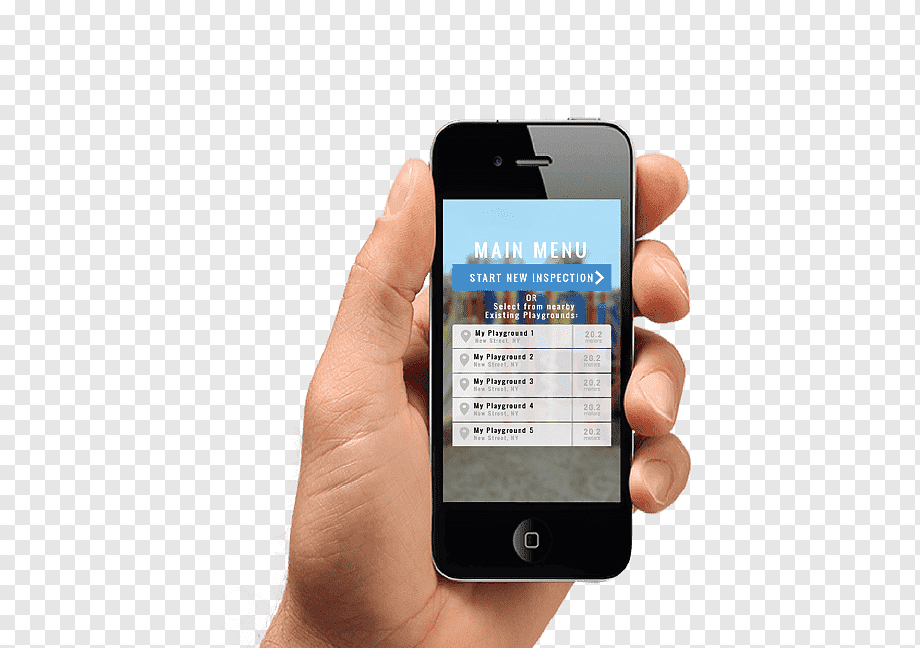 MAIN MENU
START NEW INSPECTION
OR
Select from nearby
Existing Playgrounds:
My Playground 1
New Street, NY
20.2
meters
My Playground 2
New Street, NY
20.2
meters
My Playground 3
New Street, NY
20.2
meters
My Playground 4
New Street, NY
20.2
meters
My Playground 5
New Street, NY
20.2
meters